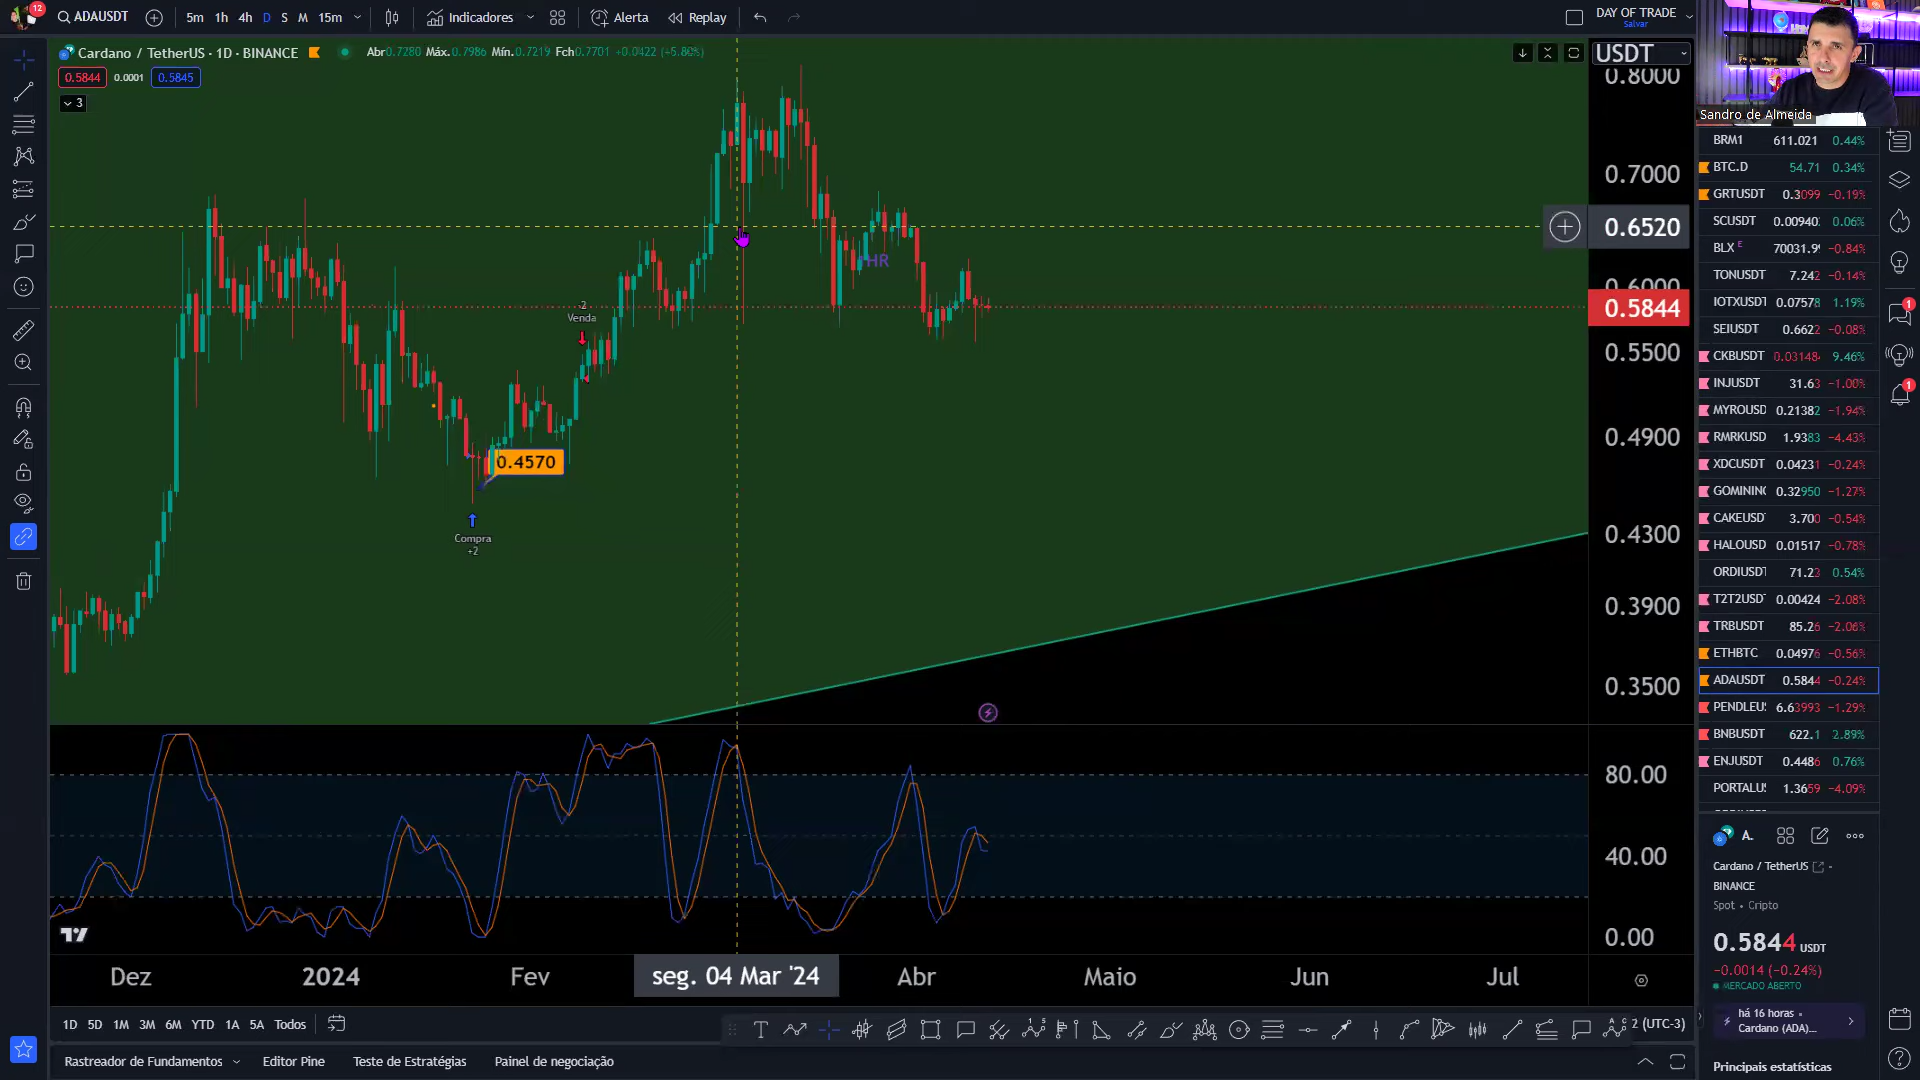 12
ADAUSDT
5m 1h 4h D S M 15m
Indicadores
Alerta
Replay
DAY OF TRADE
Salvar
Cardano / TetherUS · 1D · BINANCE
Abr0.7280 Máx.0.7986 Mín.0.7219 Fch0.7701 +0.0422 (+5.80%)
0.5844 0.0001 0.5845
3
USDT
0.8000
0.7000
0.6520
0.5844
0.5500
0.4900
0.4300
0.3900
0.3500
HR
-2
Venda
0.4570
Compra
+2
80.00
40.00
0.00
Dez 2024 Fev seg. 04 Mar '24 Abr Maio Jun Jul
1D 5D 1M 3M 6M YTD 1A 5A Todos
2 (UTC-3)
Rastreador de Fundamentos Editor Pine Teste de Estratégias Painel de negociação
Sandro de Almeida
BRM1 611.021 0.44%
BTC.D 54.71 0.34%
GRTUSDT 0.3099 −0.19%
SCUSDT 0.00940 0.06%
BLX E 70031.9 −0.84%
TONUSDT 7.242 −0.14%
IOTXUSDT 0.07578 1.19%
SEIUSDT 0.6622 −0.08%
CKBUSDT 0.03148 9.46%
INJUSDT 31.63 −1.00%
MYROUSD 0.21382 −1.94%
RMRKUSD 1.9383 −4.43%
XDCUSDT 0.04231 −0.24%
GOMINING 0.32950 −1.27%
CAKEUSD 3.700 −0.54%
HALOUSD 0.01517 −0.78%
ORDIUSDT 71.23 0.54%
T2T2USD 0.00424 −2.08%
TRBUSDT 85.26 −2.06%
ETHBTC 0.04976 −0.56%
ADAUSDT 0.5844 −0.24%
PENDLEUS 6.63993 −1.29%
BNBUSDT 622.1 2.89%
ENJUSDT 0.4486 0.76%
PORTALUS 1.3659 −4.09%
A.
Cardano / TetherUS
BINANCE
Spot • Cripto
0.5844 USDT
−0.0014 (−0.24%)
MERCADO ABERTO
há 16 horas •
Cardano (ADA)...
Principais estatísticas
1
1